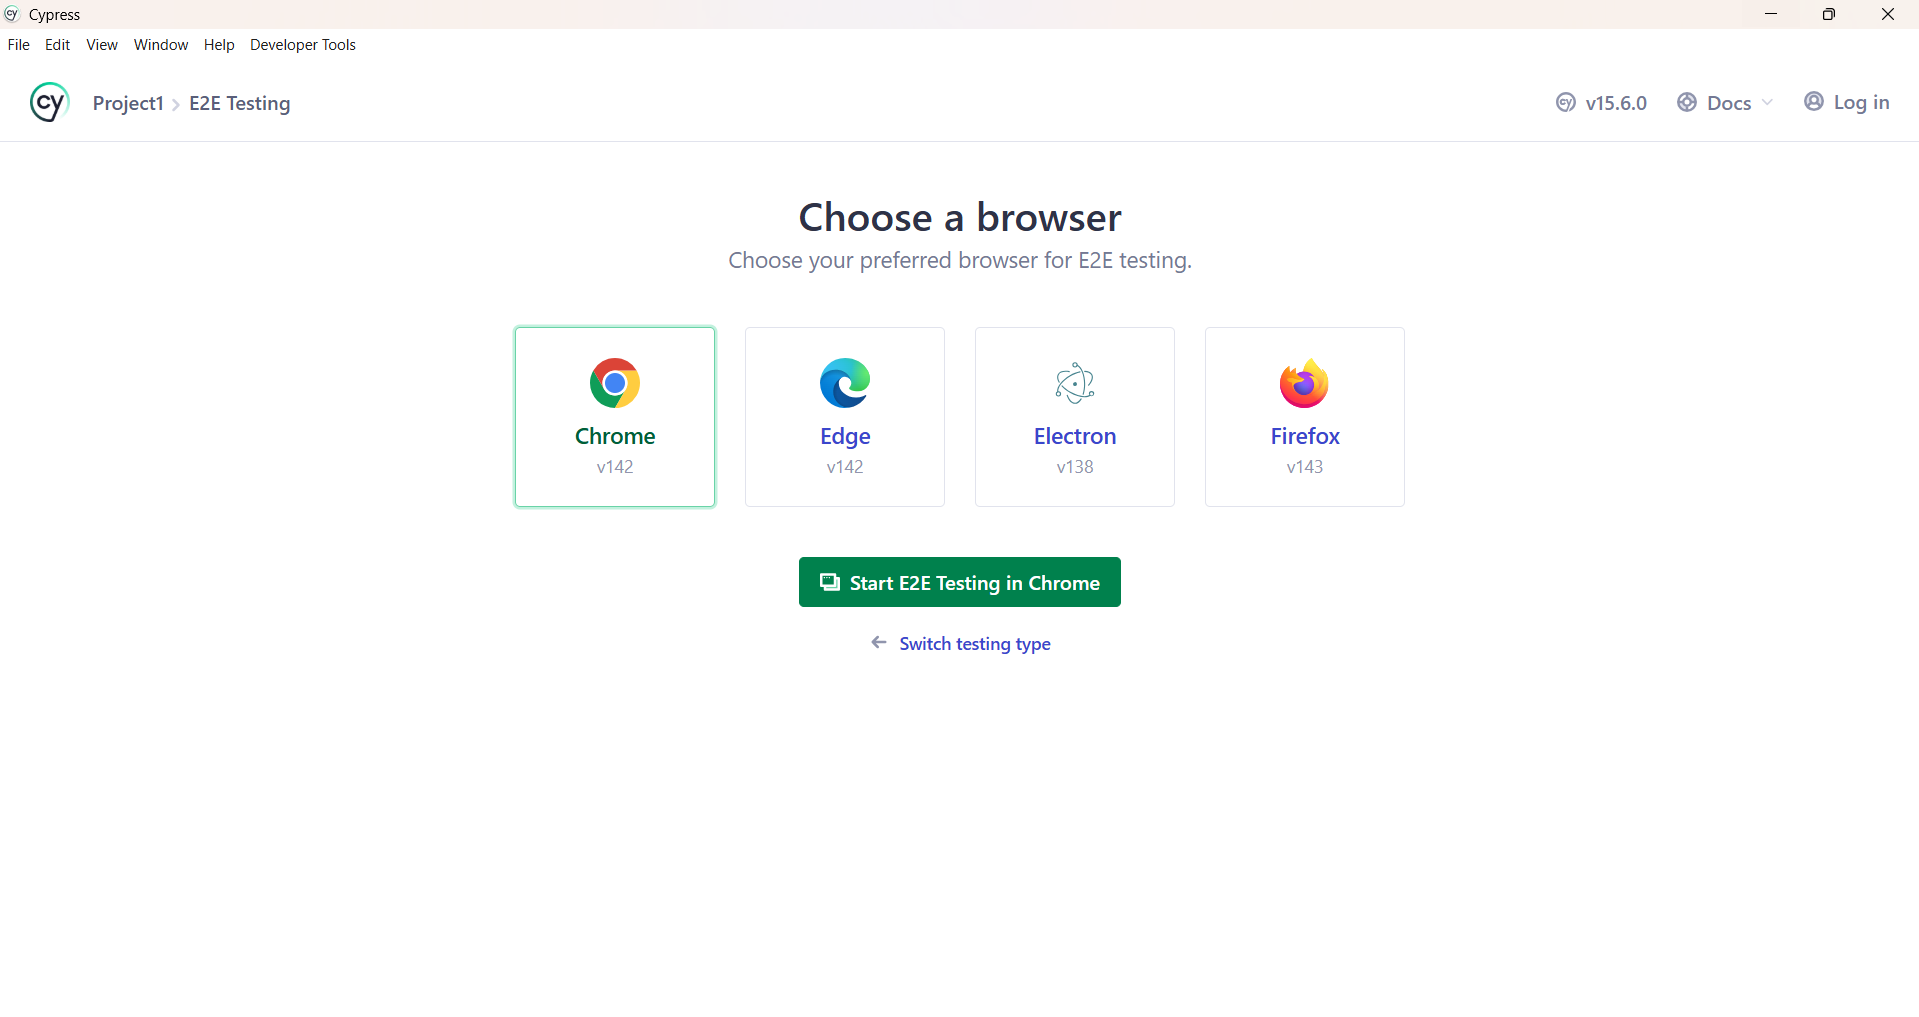 Cypress
File Edit View Window Help Developer Tools
cy Project1 > E2E Testing
v15.6.0 Docs Log in
Choose a browser
Choose your preferred browser for E2E testing.
Chrome
v142
Edge
v142
Electron
v138
Firefox
v143
Start E2E Testing in Chrome
← Switch testing type